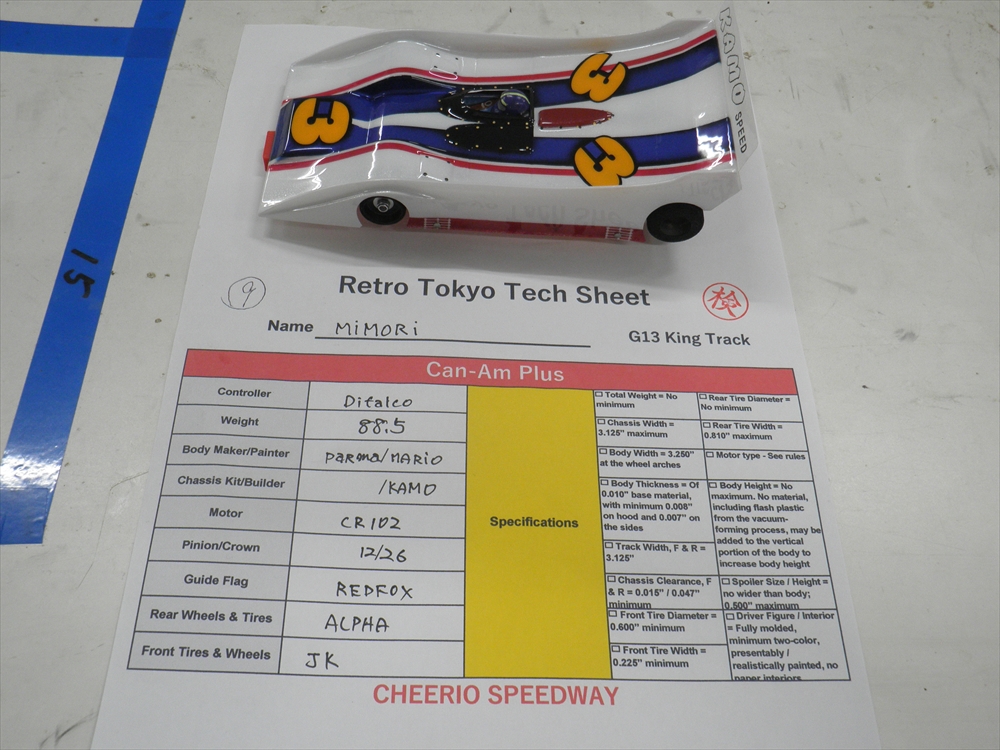 KAMO SPEED
3
3
3
15
9
Retro Tokyo Tech Sheet
検
Name MiMORi
G13 King Track
Can-Am Plus
Controller Difalco
Weight 88.5
Body Maker/Painter PARMA/MARIO
Chassis Kit/Builder /KAMO
Motor CR102
Pinion/Crown 12/26
Guide Flag REDFOX
Rear Wheels & Tires ALPHA
Front Tires & Wheels JK
Specifications
☐ Total Weight = No
minimum
☐ Chassis Width =
3.125" maximum
☐ Body Width = 3.250"
at the wheel arches
☐ Body Thickness = Of
0.010" base material,
with minimum 0.008"
on hood and 0.007" on
the sides
☐ Track Width, F & R =
3.125"
☐ Chassis Clearance, F
& R = 0.015" / 0.047"
minimum
☐ Front Tire Diameter =
0.600" minimum
☐ Front Tire Width =
0.225" minimum
☐ Rear Tire Diameter =
No minimum
☐ Rear Tire Width =
0.810" maximum
☐ Motor type - See rules
☐ Body Height = No
maximum. No material,
including flash plastic
from the vacuum-
forming process, may be
added to the vertical
portion of the body to
increase body height
☐ Spoiler Size / Height =
no wider than body;
0.500" maximum
☐ Driver Figure / Interior
= Fully molded,
minimum two-color,
presentably /
realistically painted, no
paper interiors
CHEERIO SPEEDWAY